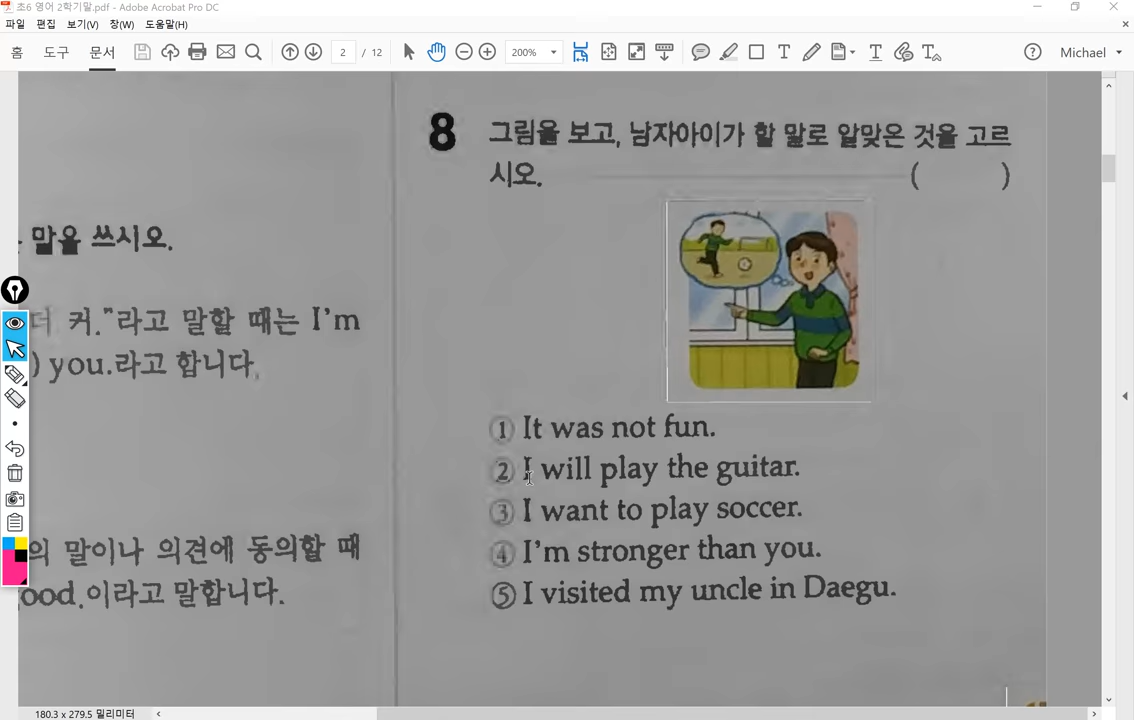 초6 영어 2학기말.pdf - Adobe Acrobat Pro DC
파일 편집 보기(V) 창(W) 도움말(H)
홈 도구 문서 2 / 12 200% Michael
8 그림을 보고, 남자아이가 할 말로 알맞은 것을 고르
시오. ( )
말을 쓰시오.
더 커."라고 말할 때는 I'm
) you.라고 합니다.
의 말이나 의견에 동의할 때
ood.이라고 말합니다.
① It was not fun.
② I will play the guitar.
③ I want to play soccer.
④ I'm stronger than you.
⑤ I visited my uncle in Daegu.
180.3 x 279.5 밀리미터